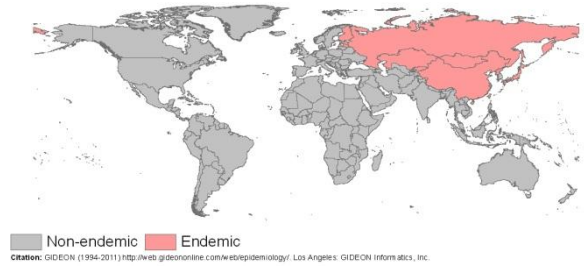 Non-endemic Endemic
Citation: GIDEON (1994-2011) http://web.gideononline.com/web/epidemiology/. Los Angeles: GIDEON Informatics, Inc.